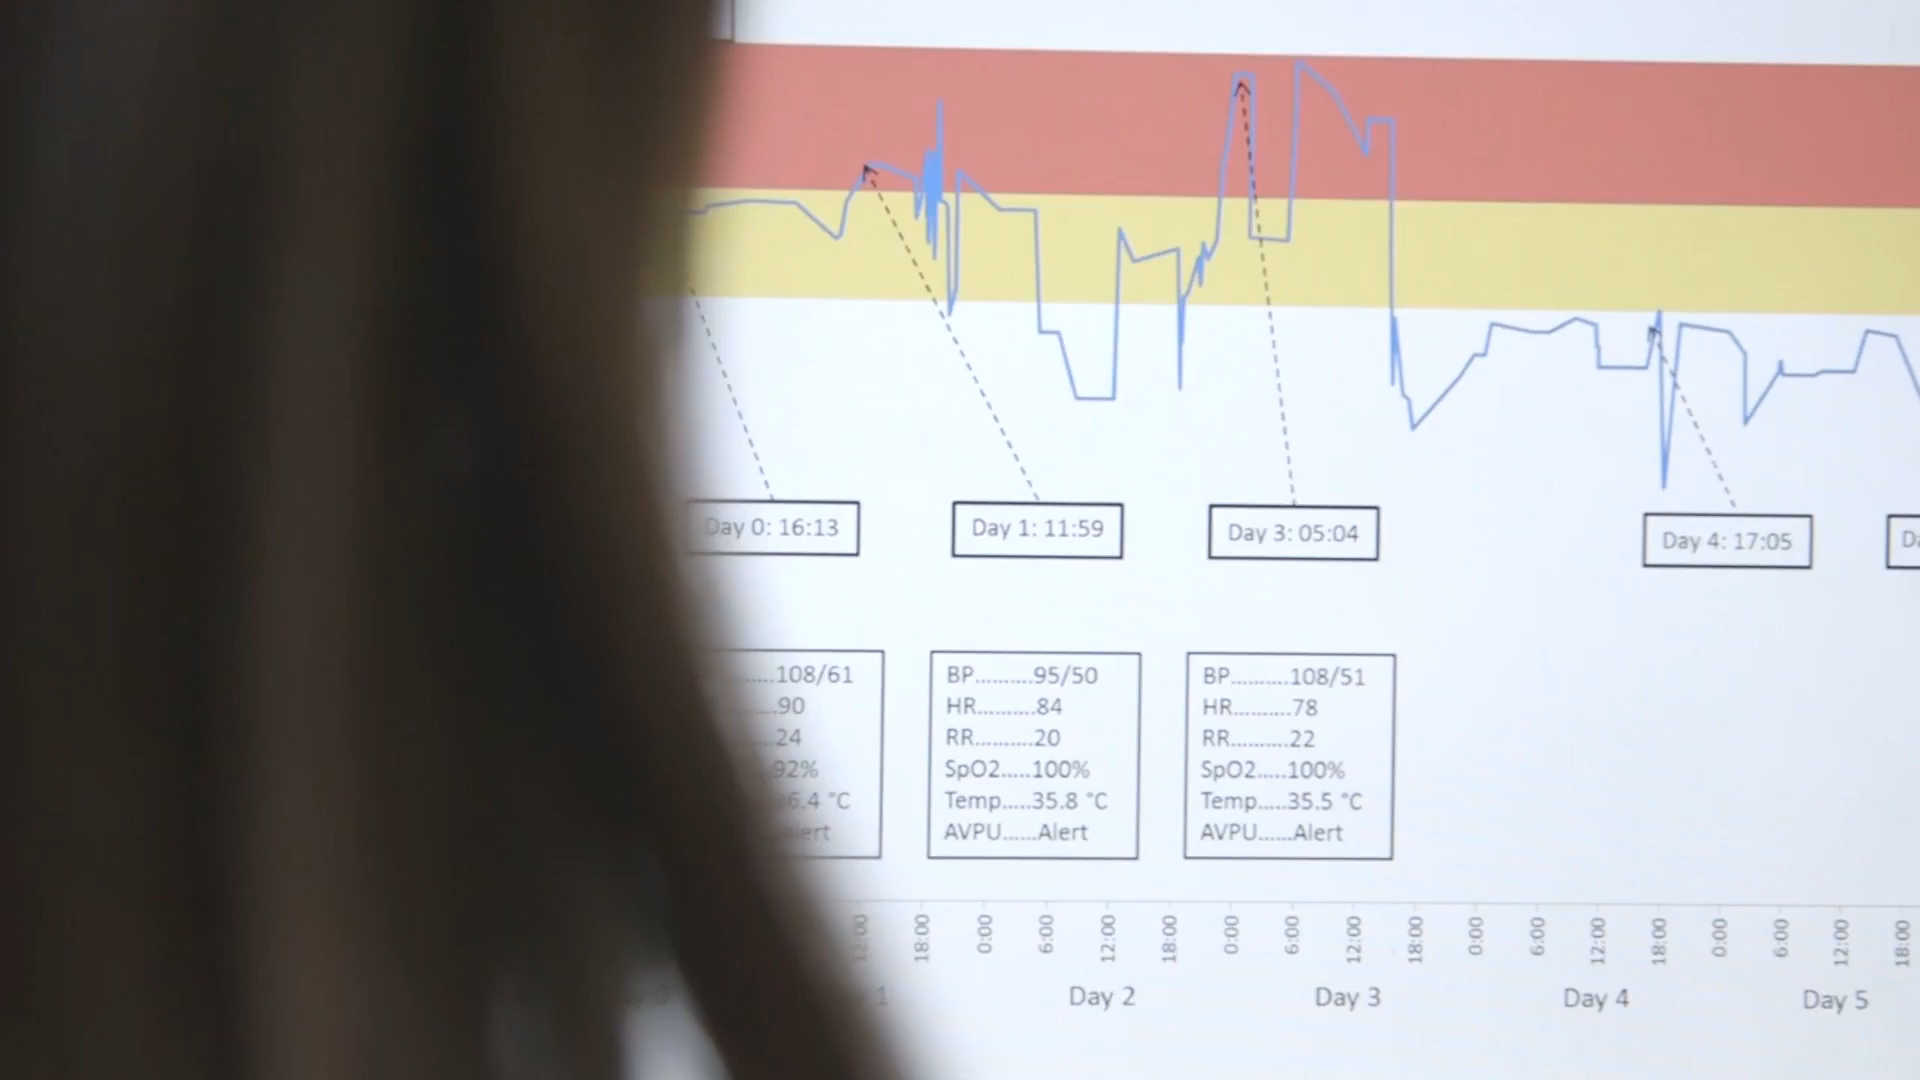 Day 0: 16:13
Day 1: 11:59
Day 3: 05:04
Day 4: 17:05
..........108/61
..........90
..........24
92%
6.4 °C
Alert
BP..........95/50
HR..........84
RR..........20
SpO2.....100%
Temp.....35.8 °C
AVPU......Alert
BP..........108/51
HR..........78
RR..........22
SpO2.....100%
Temp.....35.5 °C
AVPU......Alert
12:00
18:00
0:00
6:00
12:00
18:00
0:00
6:00
12:00
18:00
0:00
6:00
12:00
18:00
0:00
6:00
12:00
18:00
1
Day 2
Day 3
Day 4
Day 5